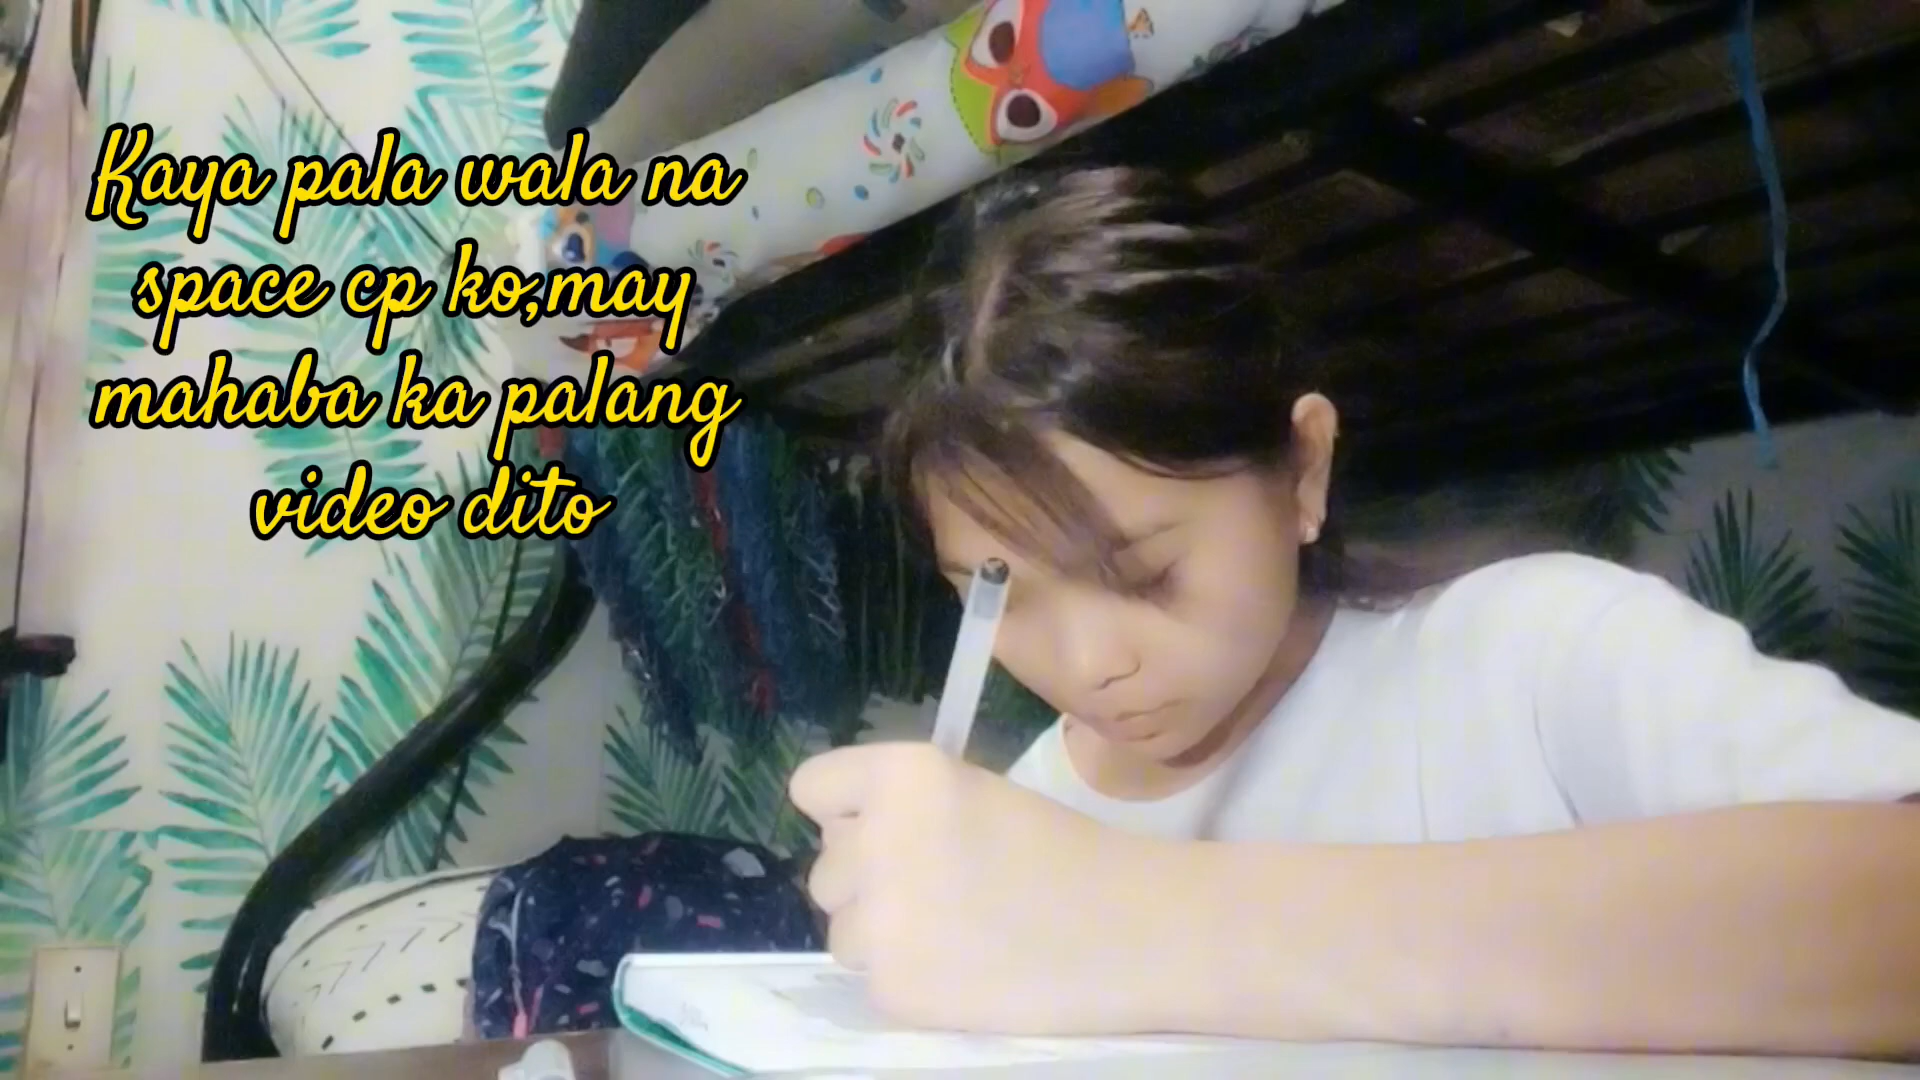 Kaya pala wala na
space cp ko,may
mahaba ka palang
video dito